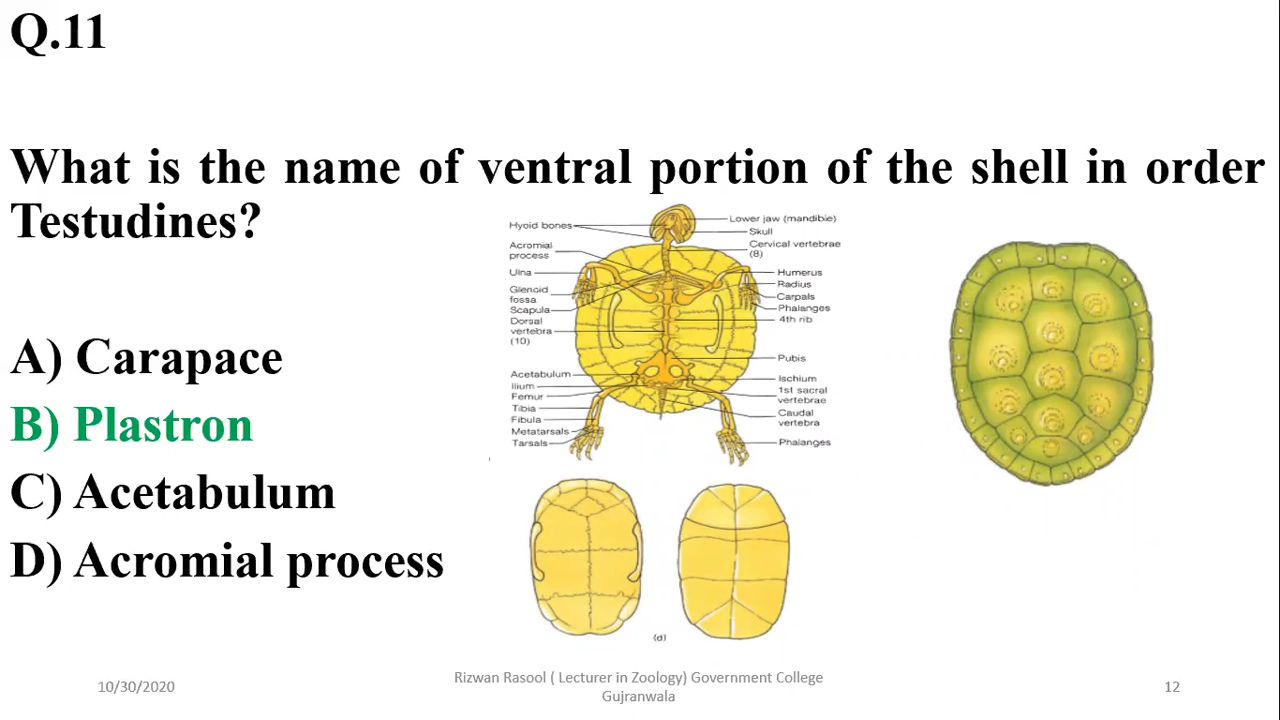 Q.11
What is the name of ventral portion of the shell in order
Testudines?
A) Carapace
B) Plastron
C) Acetabulum
D) Acromial process
Hyoid bones
Acromial
process
Ulna
Glenoid
fossa
Scapula
Dorsal
vertebra
(10)
Acetabulum
Ilium
Femur
Tibia
Fibula
Metatarsals
Tarsals
Lower jaw (mandible)
Skull
Cervical vertebrae
(8)
Humerus
Radius
Carpals
Phalanges
4th rib
Pubis
Ischium
1st sacral
vertebrae
Caudal
vertebra
Phalanges
(d)
10/30/2020
Rizwan Rasool ( Lecturer in Zoology) Government College
Gujranwala
12